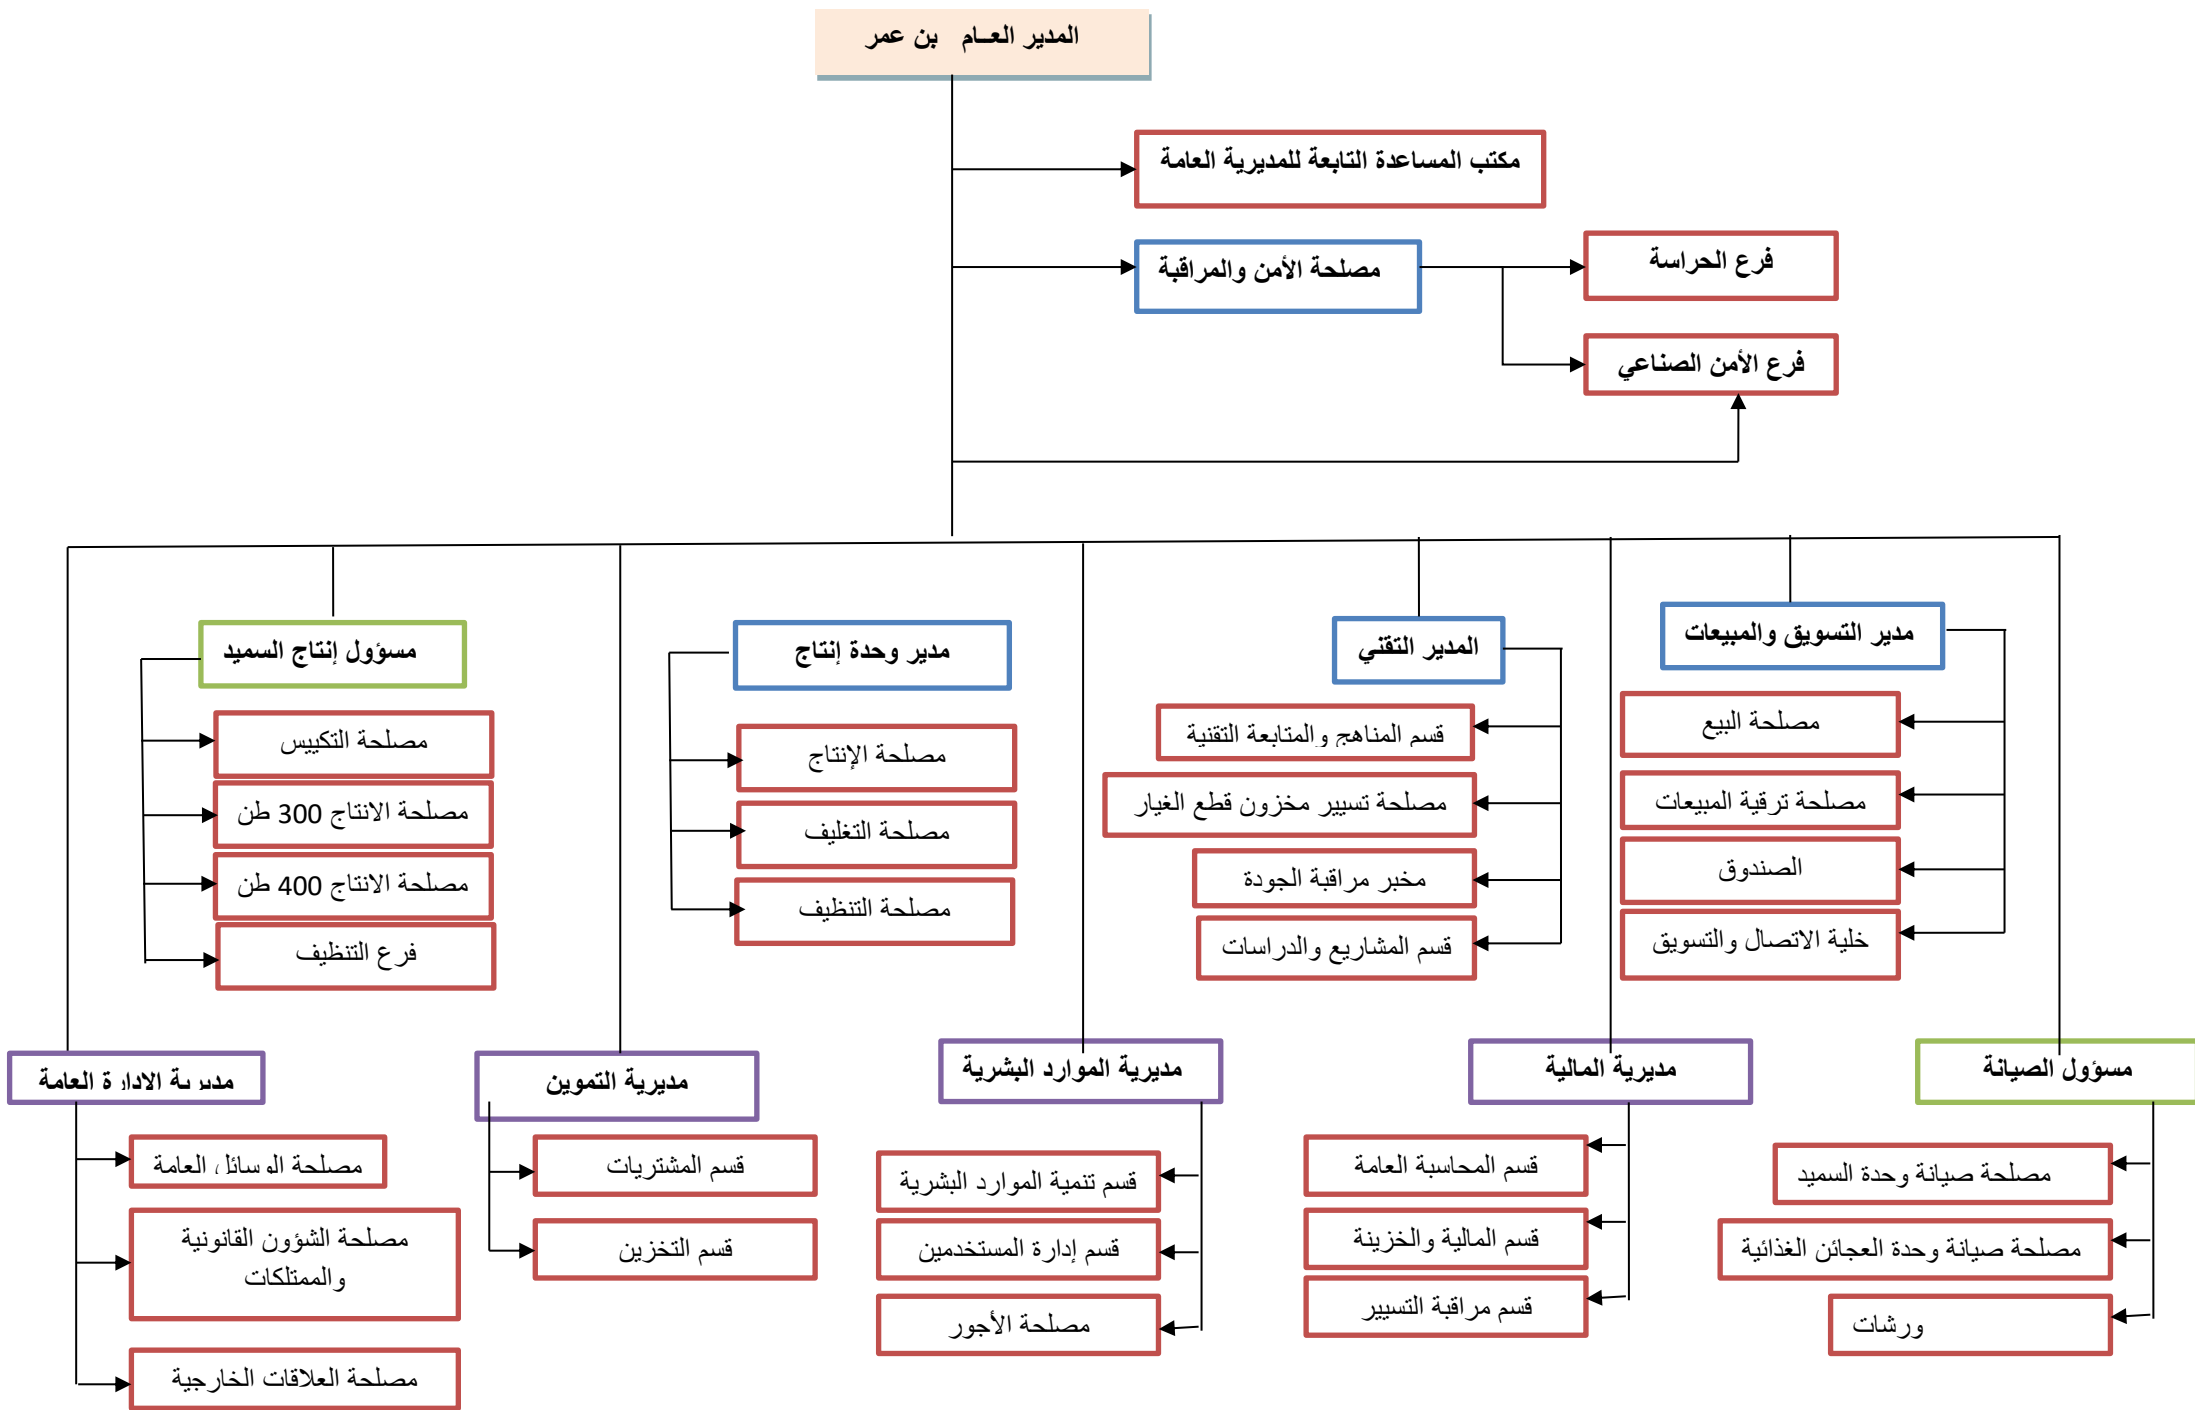 المدير العــام بن عمر
مكتب المساعدة التابعة للمديرية العامة
مصلحة الأمن والمراقبة
فرع الحراسة
فرع الأمن الصناعي
مدير التسويق والمبيعات
المدير التقني
مدير وحدة إنتاج
مسؤول إنتاج السميد
مصلحة البيع
مصلحة ترقية المبيعات
الصندوق
خلية الاتصال والتسويق
قسم المناهج والمتابعة التقنية
مصلحة تسيير مخزون قطع الغيار
مخبر مراقبة الجودة
قسم المشاريع والدراسات
مصلحة الإنتاج
مصلحة التغليف
مصلحة التنظيف
مصلحة التكييس
مصلحة الانتاج 300 طن
مصلحة الانتاج 400 طن
فرع التنظيف
مسؤول الصيانة
مديرية المالية
مديرية الموارد البشرية
مديرية التموين
مديرية الادارة العامة
مصلحة صيانة وحدة السميد
مصلحة صيانة وحدة العجائن الغذائية
ورشات
قسم المحاسبة العامة
قسم المالية والخزينة
قسم مراقبة التسيير
قسم تنمية الموارد البشرية
قسم إدارة المستخدمين
مصلحة الأجور
قسم المشتريات
قسم التخزين
مصلحة الوسائل العامة
مصلحة الشؤون القانونية
والممتلكات
مصلحة العلاقات الخارجية